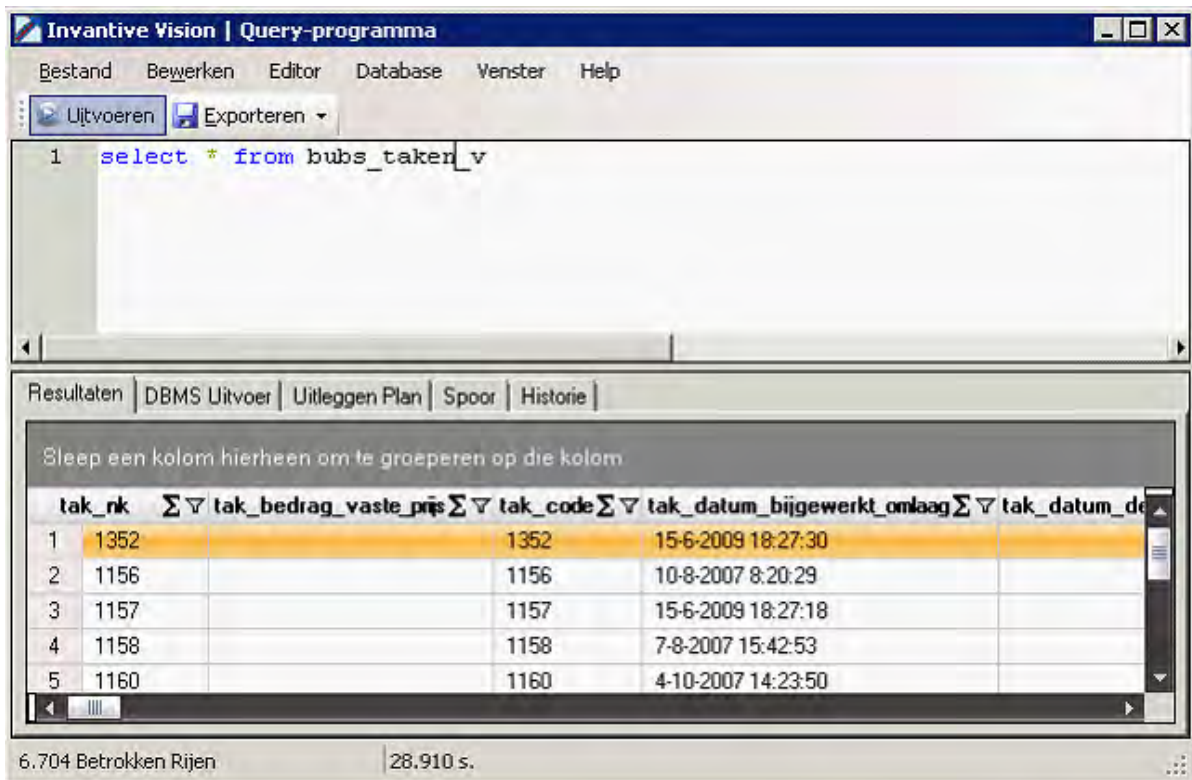 Invantive Vision | Query-programma
Bestand Bewerken Editor Database Venster Help
Uitvoeren Exporteren
1 select * from bubs_taken_v
Resultaten DBMS Uitvoer Uitleggen Plan Spoor Historie
Sleep een kolom hierheen om te groeperen op die kolom
tak_nk Σ tak_bedrag_vaste_prijs Σ tak_code Σ tak_datum_bijgewerkt_omlaag Σ tak_datum_de
1 1352 1352 15-6-2009 18:27:30
2 1156 1156 10-8-2007 8:20:29
3 1157 1157 15-6-2009 18:27:18
4 1158 1158 7-8-2007 15:42:53
5 1160 1160 4-10-2007 14:23:50
6.704 Betrokken Rijen 28.910 s.